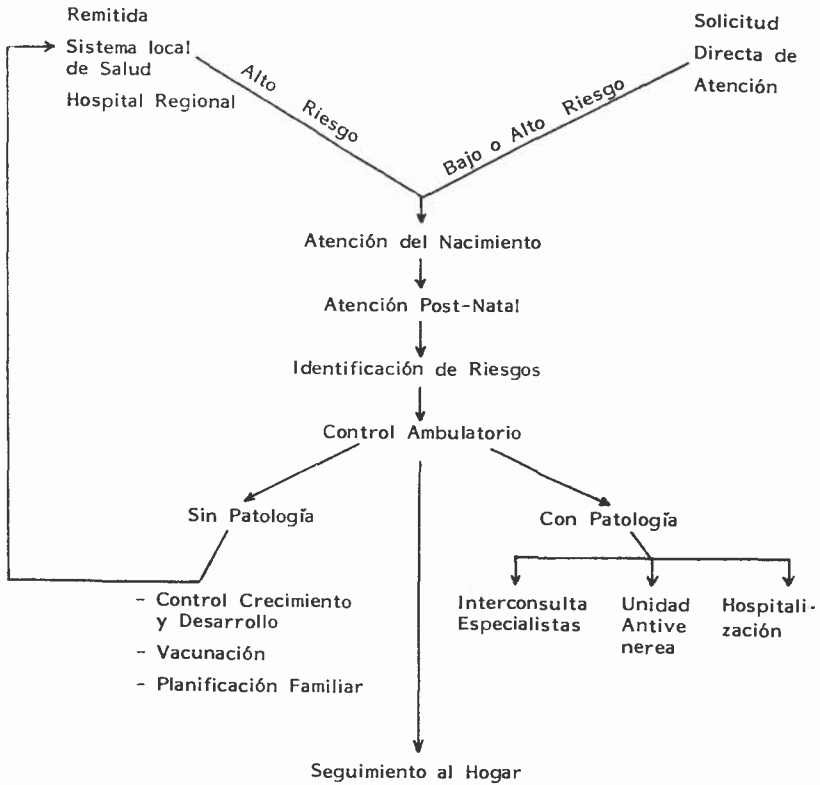 Remitida
Sistema local
de Salud
Hospital Regional
Solicitud
Directa de
Atención
Alto Riesgo
Bajo o Alto Riesgo
Atención del Nacimiento
Atención Post-Natal
Identificación de Riesgos
Control Ambulatorio
Sin Patología
Con Patología
- Control Crecimiento
y Desarrollo
- Vacunación
- Planificación Familiar
Interconsulta
Especialistas
Unidad
Antive
nerea
Hospitali-
zación
Seguimiento al Hogar